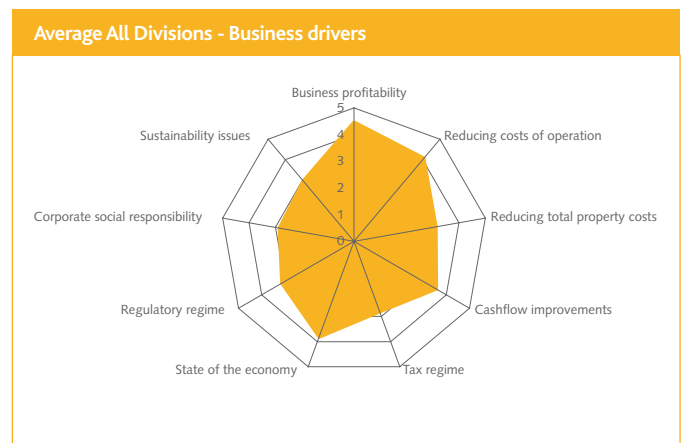 Average All Divisions - Business drivers
Business profitability
5
Sustainability issues
Reducing costs of operation
4
3
2
Corporate social responsibility
Reducing total property costs
1
0
Regulatory regime
Cashflow improvements
State of the economy
Tax regime